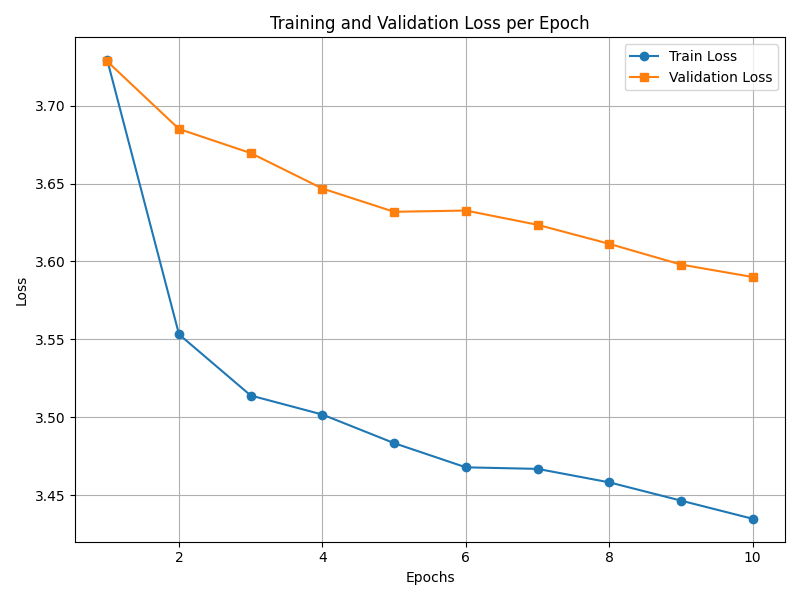 Training and Validation Loss per Epoch
Train Loss
Validation Loss
3.70
3.65
3.60
3.55
3.50
3.45
Loss
2 4 6 8 10
Epochs